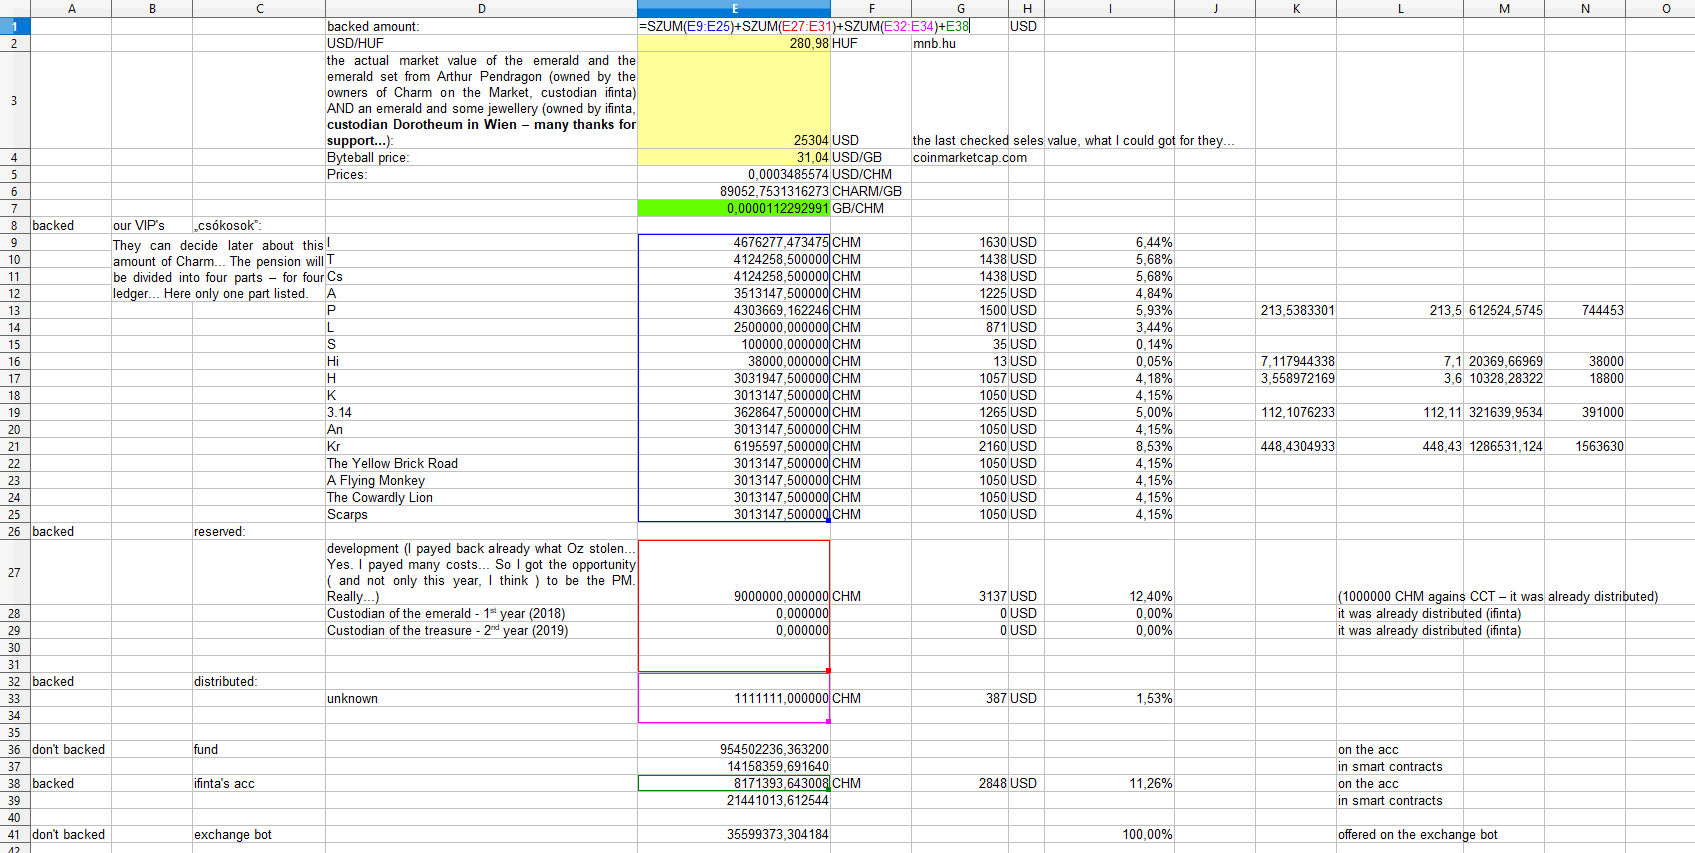 A B C D E F G H I J K L M N O
1 backed amount: =SZUM(E9:E25)+SZUM(E27:E31)+SZUM(E32:E34)+E38 USD
2 USD/HUF 280,98 HUF mnb.hu
the actual market value of the emerald and the
emerald set from Arthur Pendragon (owned by the
owners of Charm on the Market, custodian ifinta)
3 AND an emerald and some jewellery (owned by ifinta,
custodian Dorotheum in Wien – many thanks for
support...): 25304 USD the last checked seles value, what I could got for they...
4 Byteball price: 31,04 USD/GB coinmarketcap.com
5 Prices: 0,0003485574 USD/CHM
6 89052,7531316273 CHARM/GB
7 0,0000112292991 GB/CHM
8 backed our VIP's „csókosok”:
9 They can decide later about this I 4676277,473475 CHM 1630 USD 6,44%
10 amount of Charm... The pension will T 4124258,500000 CHM 1438 USD 5,68%
11 be divided into four parts – for four Cs 4124258,500000 CHM 1438 USD 5,68%
12 ledger... Here only one part listed. A 3513147,500000 CHM 1225 USD 4,84%
13 P 4303669,162246 CHM 1500 USD 5,93% 213,5383301 213,5 612524,5745 744453
14 L 2500000,000000 CHM 871 USD 3,44%
15 S 100000,000000 CHM 35 USD 0,14%
16 Hi 38000,000000 CHM 13 USD 0,05% 7,117944338 7,1 20369,66969 38000
17 H 3031947,500000 CHM 1057 USD 4,18% 3,558972169 3,6 10328,28322 18800
18 K 3013147,500000 CHM 1050 USD 4,15%
19 3.14 3628647,500000 CHM 1265 USD 5,00% 112,1076233 112,11 321639,9534 391000
20 An 3013147,500000 CHM 1050 USD 4,15%
21 Kr 6195597,500000 CHM 2160 USD 8,53% 448,4304933 448,43 1286531,124 1563630
22 The Yellow Brick Road 3013147,500000 CHM 1050 USD 4,15%
23 A Flying Monkey 3013147,500000 CHM 1050 USD 4,15%
24 The Cowardly Lion 3013147,500000 CHM 1050 USD 4,15%
25 Scarps 3013147,500000 CHM 1050 USD 4,15%
26 backed reserved:
development (I payed back already what Oz stolen...
Yes. I payed many costs... So I got the opportunity
27 ( and not only this year, I think ) to be the PM.
Really...) 9000000,000000 CHM 3137 USD 12,40% (1000000 CHM agains CCT – it was already distributed)
28 Custodian of the emerald - 1st year (2018) 0,000000 0 USD 0,00% it was already distributed (ifinta)
29 Custodian of the treasure - 2nd year (2019) 0,000000 0 USD 0,00% it was already distributed (ifinta)
30
31
32 backed distributed:
33 unknown 1111111,000000 CHM 387 USD 1,53%
34
35
36 don't backed fund 954502236,363200 on the acc
37 14158359,691640 in smart contracts
38 backed ifinta's acc 8171393,643008 CHM 2848 USD 11,26% on the acc
39 21441013,612544 in smart contracts
40
41 don't backed exchange bot 35599373,304184 100,00% offered on the exchange bot
42